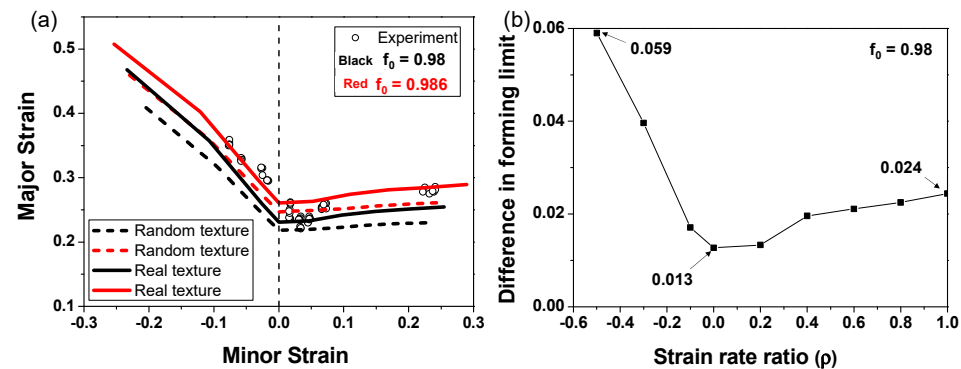 (a)
Experiment
Black f₀ = 0.98
Red f₀ = 0.986
0.5
0.4
0.3
0.2
0.1
Major Strain
Random texture
Random texture
Real texture
Real texture
-0.3 -0.2 -0.1 0.0 0.1 0.2 0.3
Minor Strain
(b)
0.06
0.04
0.02
0.00
Difference in forming limit
0.059
f₀ = 0.98
0.024
0.013
-0.6 -0.4 -0.2 0.0 0.2 0.4 0.6 0.8 1.0
Strain rate ratio (ρ)